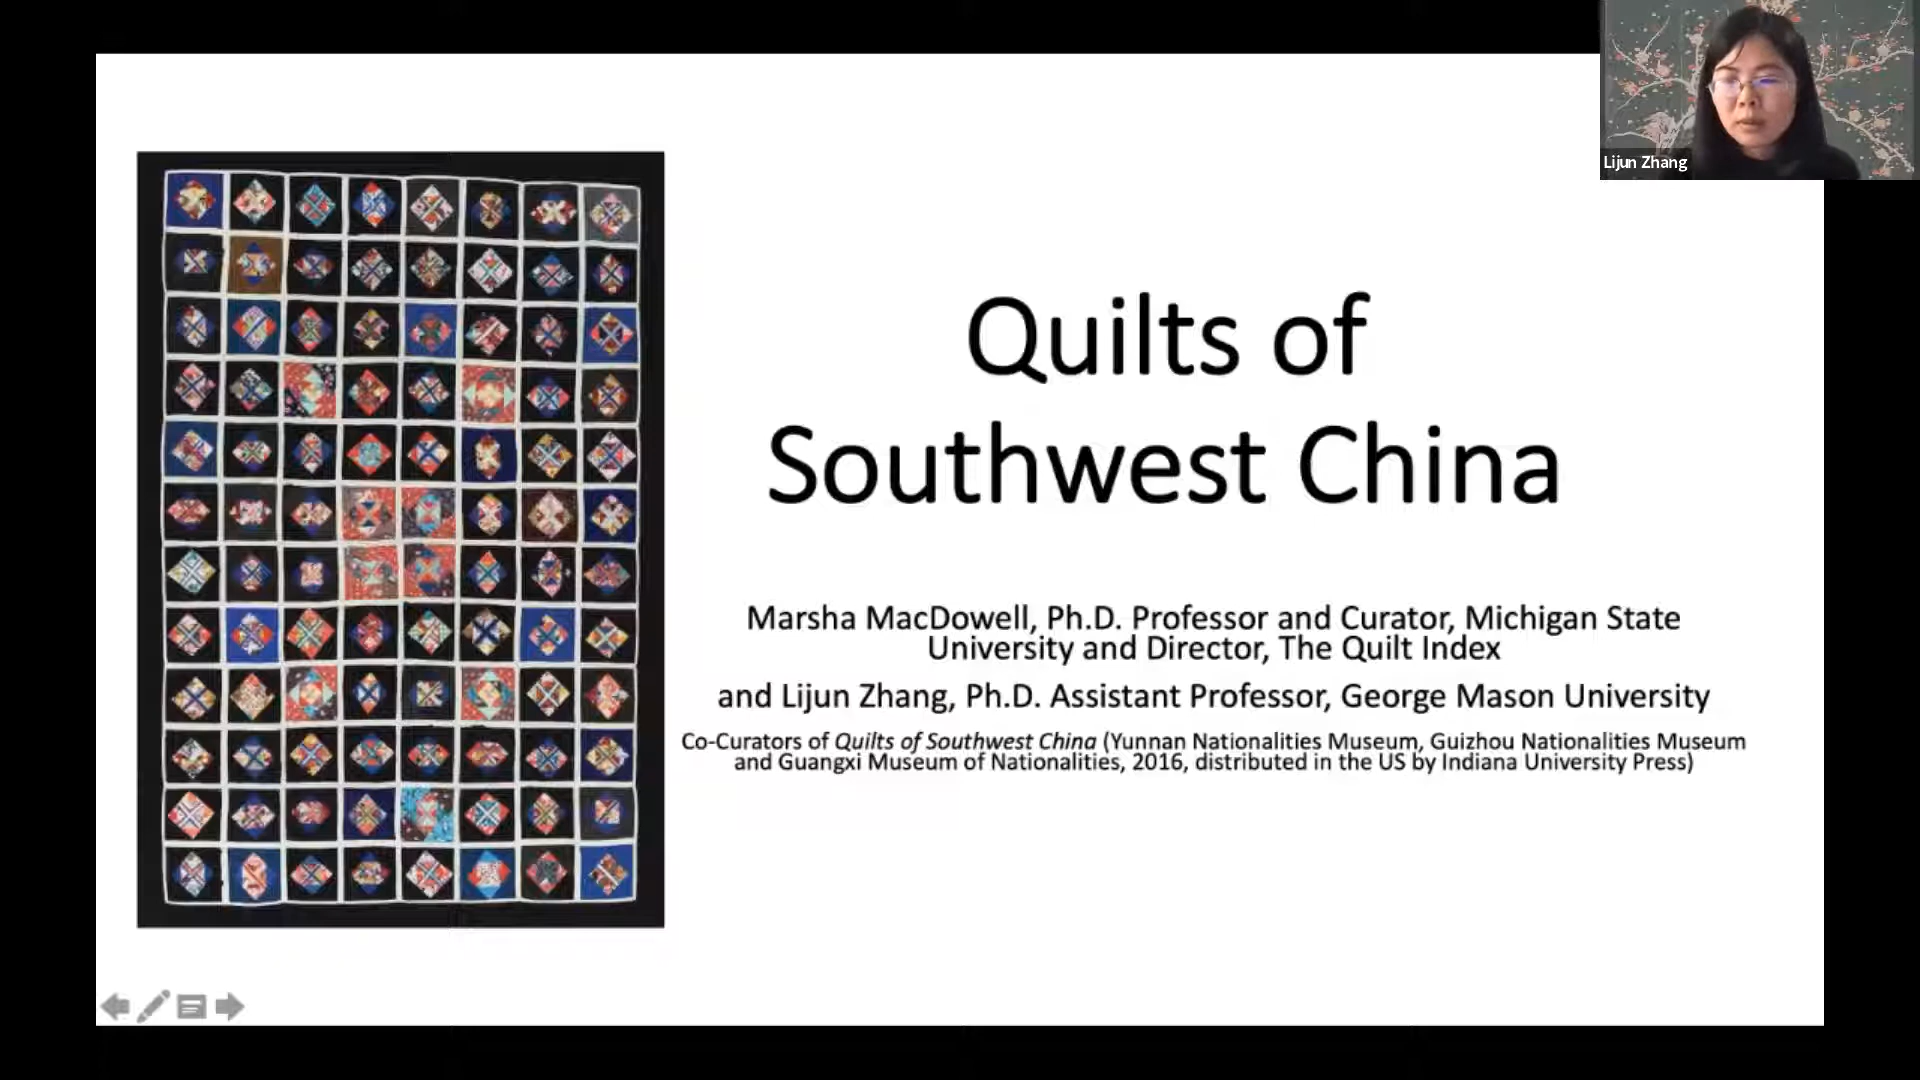 Lijun Zhang
Quilts of
Southwest China
Marsha MacDowell, Ph.D. Professor and Curator, Michigan State
University and Director, The Quilt Index
and Lijun Zhang, Ph.D. Assistant Professor, George Mason University
Co-Curators of Quilts of Southwest China (Yunnan Nationalities Museum, Guizhou Nationalities Museum
and Guangxi Museum of Nationalities, 2016, distributed in the US by Indiana University Press)